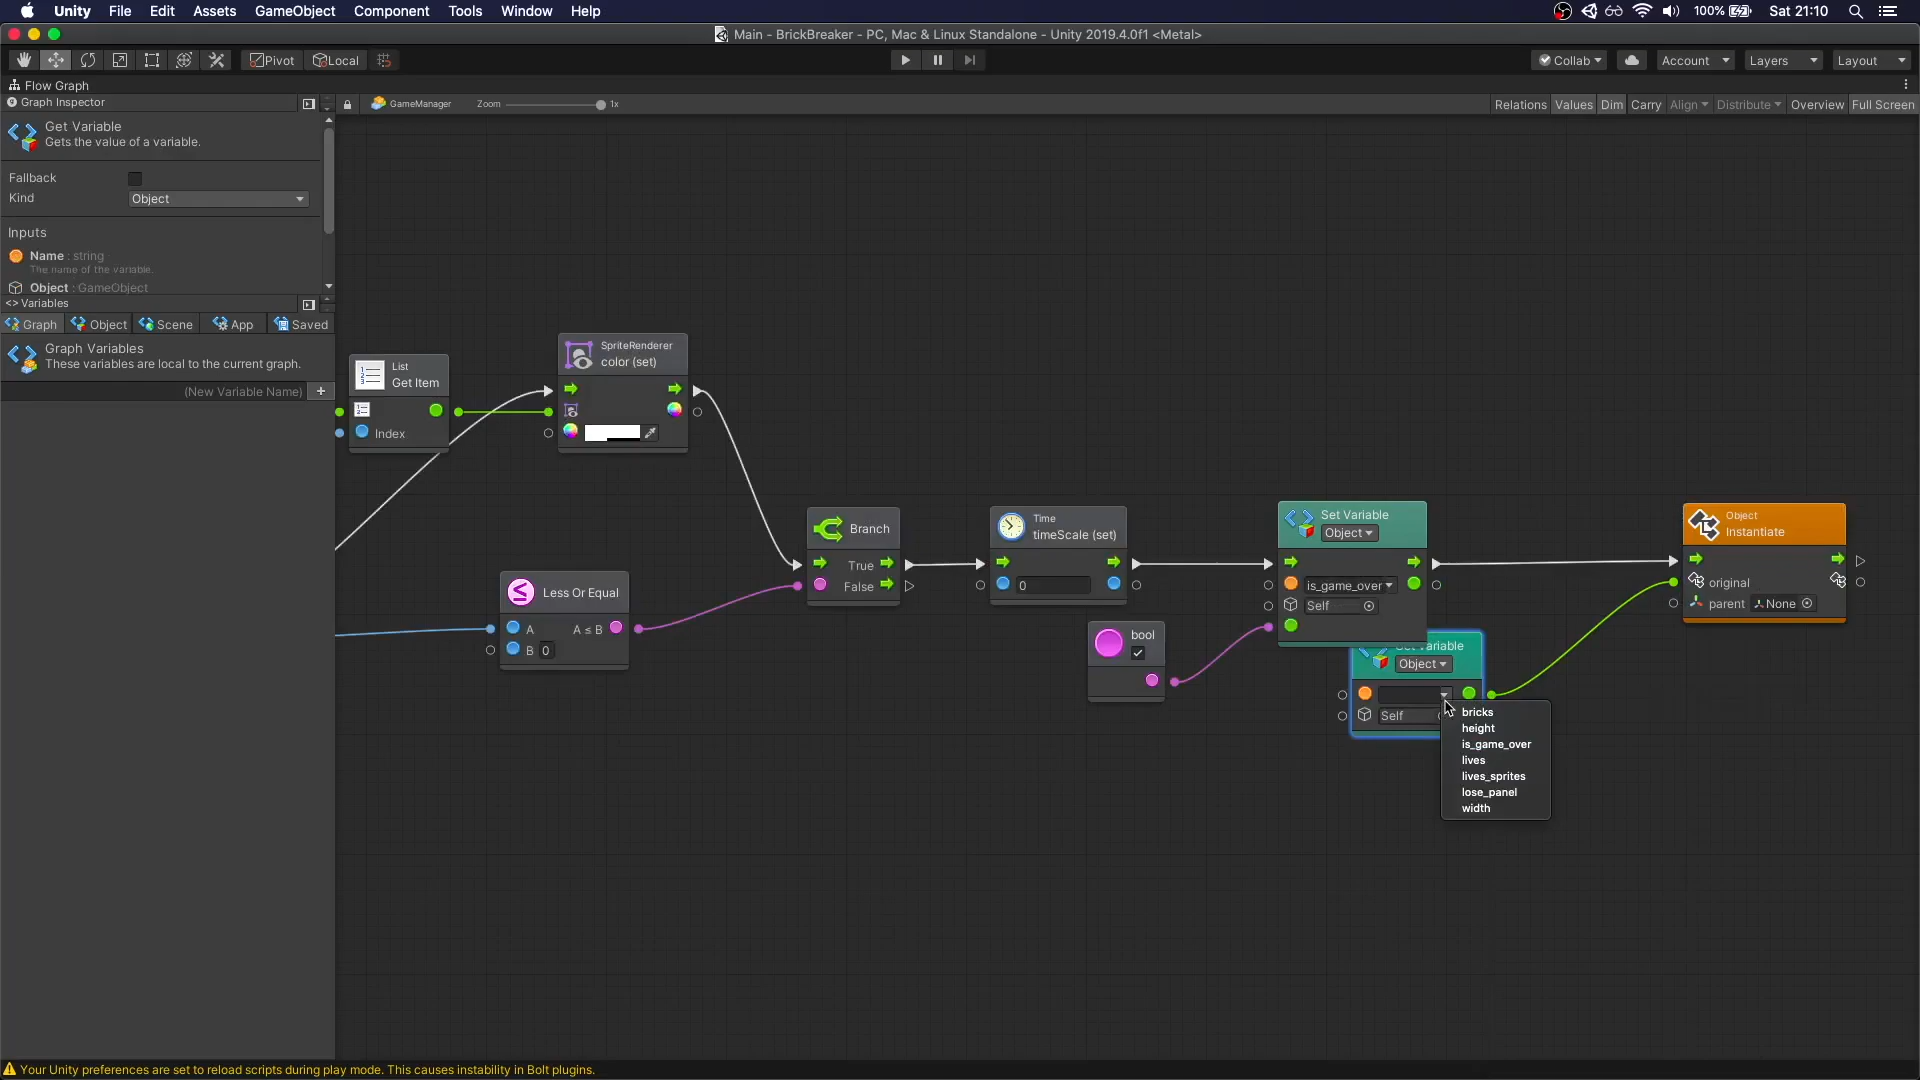 Unity File Edit Assets GameObject Component Tools Window Help
100% Sat 21:10
Main - BrickBreaker - PC, Mac & Linux Standalone - Unity 2019.4.0f1 <Metal>
Pivot Local
Collab Account Layers Layout
Flow Graph
Graph Inspector
GameManager Zoom 1x
Relations Values Dim Carry Align Distribute Overview Full Screen
Get Variable
Gets the value of a variable.
Fallback
Kind Object
Inputs
Name : string
The name of the variable.
Object : GameObject
<> Variables
Graph Object Scene App Saved
Graph Variables
These variables are local to the current graph.
(New Variable Name) +
List
Get Item
Index
SpriteRenderer
color (set)
Less Or Equal
A A ≤ B
B 0
Branch
True
False
Time
timeScale (set)
0
bool
Set Variable
Object
is_game_over
Self
Variable
Object
Self
bricks
height
is_game_over
lives
lives_sprites
lose_panel
width
Object
Instantiate
original
parent None
Your Unity preferences are set to reload scripts during play mode. This causes instability in Bolt plugins.